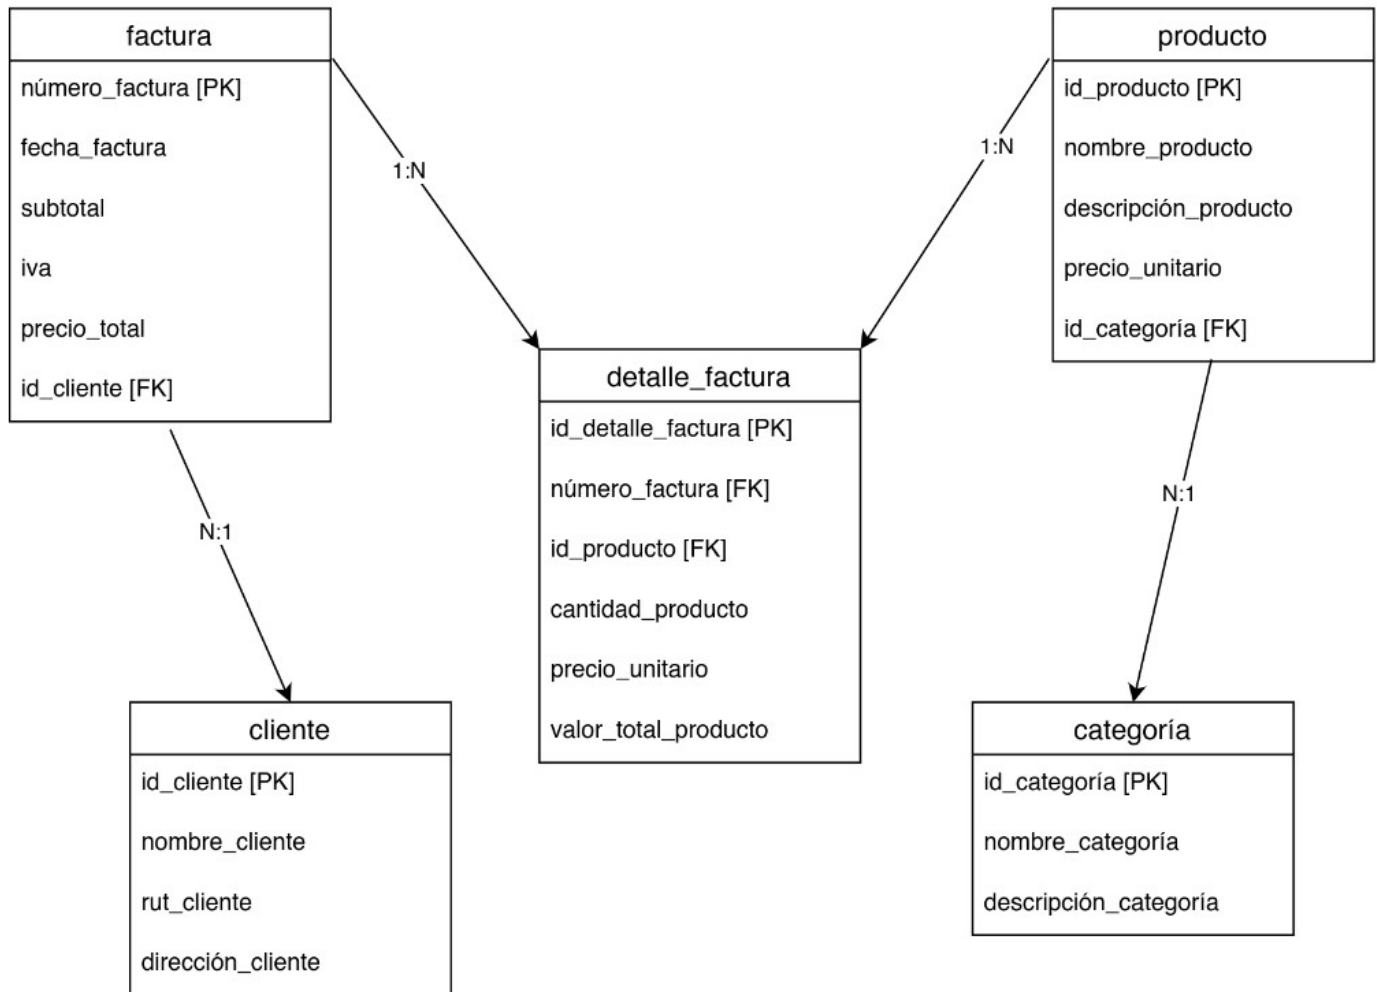 factura
número_factura [PK]
fecha_factura
subtotal
iva
precio_total
id_cliente [FK]
1:N
producto
id_producto [PK]
nombre_producto
descripción_producto
precio_unitario
id_categoría [FK]
1:N
detalle_factura
id_detalle_factura [PK]
número_factura [FK]
id_producto [FK]
cantidad_producto
precio_unitario
valor_total_producto
N:1
cliente
id_cliente [PK]
nombre_cliente
rut_cliente
dirección_cliente
N:1
categoría
id_categoría [PK]
nombre_categoría
descripción_categoría